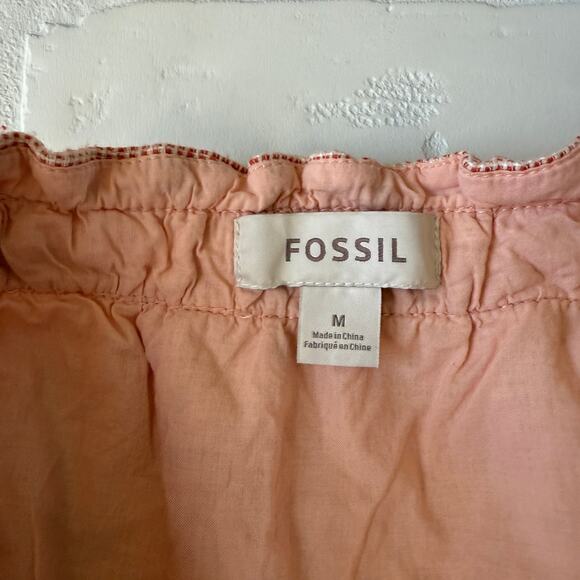 FOSSIL
M
Made in China
Fabriqué en Chine